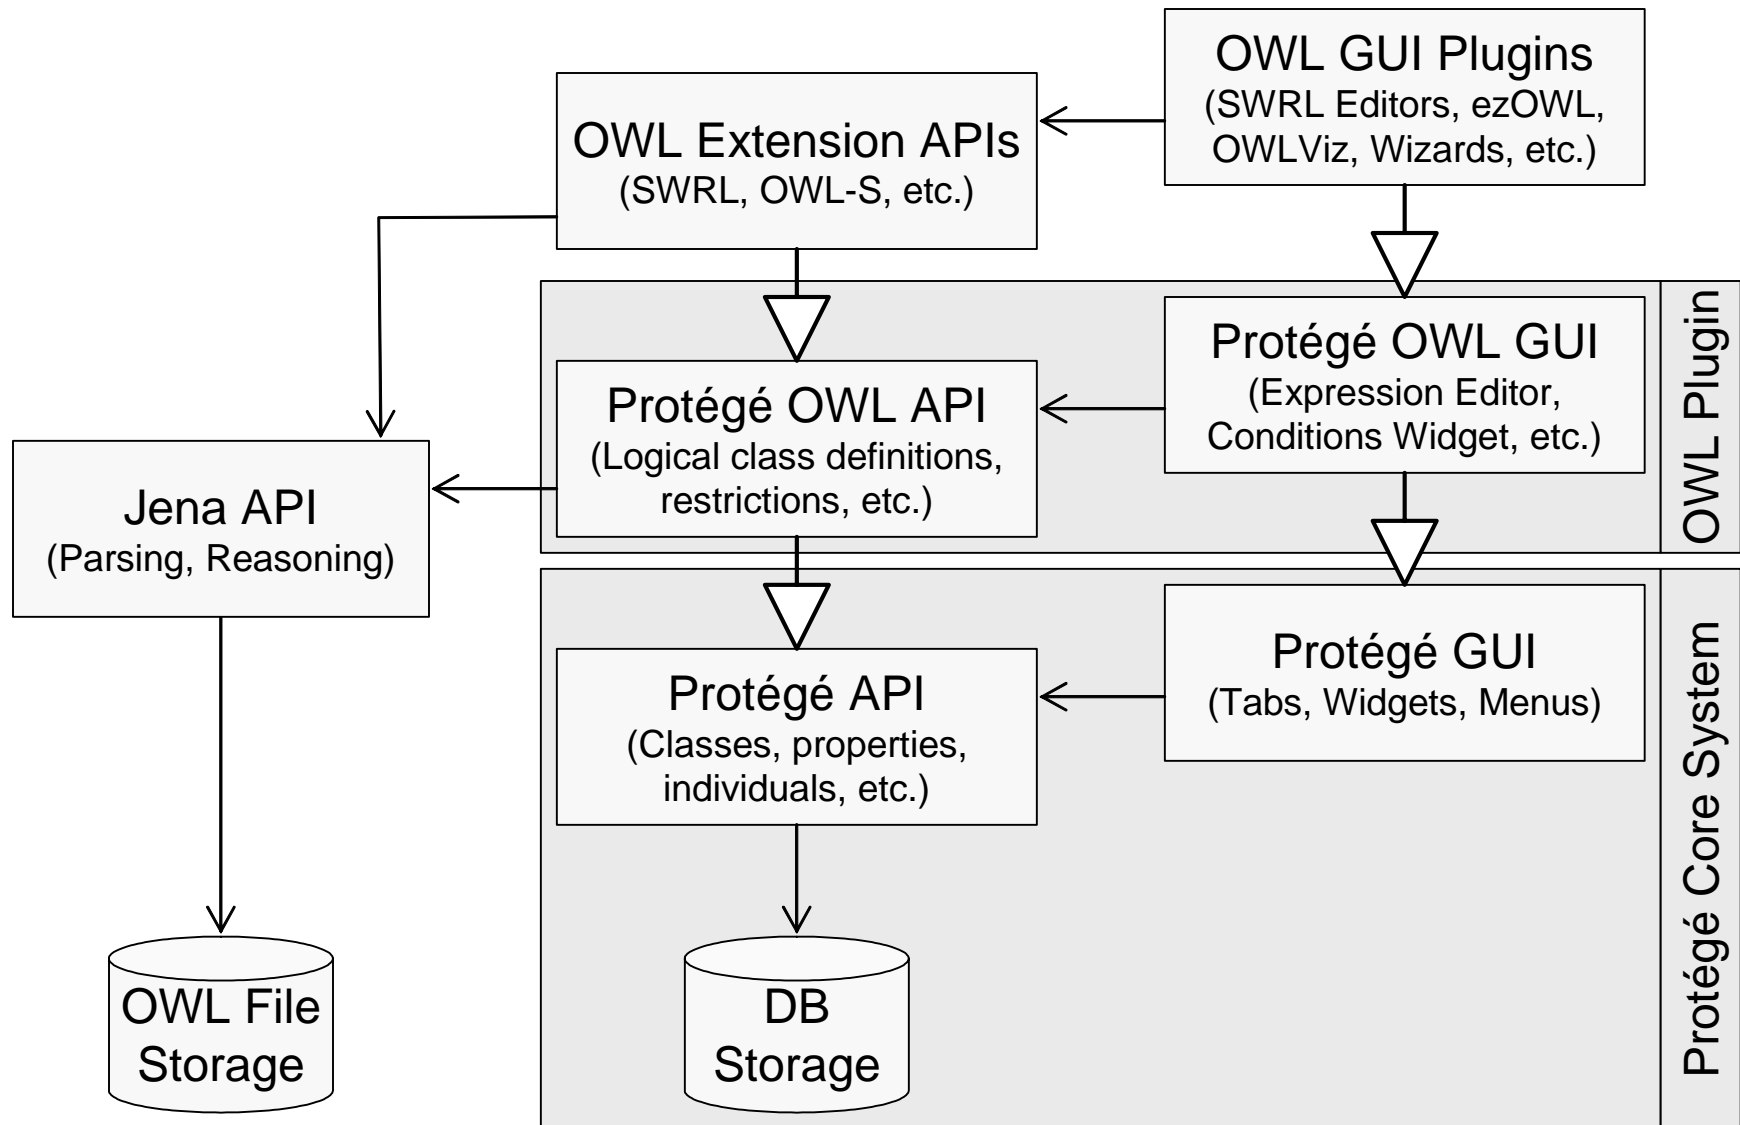 OWL GUI Plugins
(SWRL Editors, ezOWL,
OWLViz, Wizards, etc.)
OWL Extension APIs
(SWRL, OWL-S, etc.)
Protégé OWL GUI
(Expression Editor,
Conditions Widget, etc.)
OWL Plugin
Protégé OWL API
(Logical class definitions,
restrictions, etc.)
Jena API
(Parsing, Reasoning)
Protégé GUI
(Tabs, Widgets, Menus)
Protégé Core System
Protégé API
(Classes, properties,
individuals, etc.)
OWL File
Storage
DB
Storage